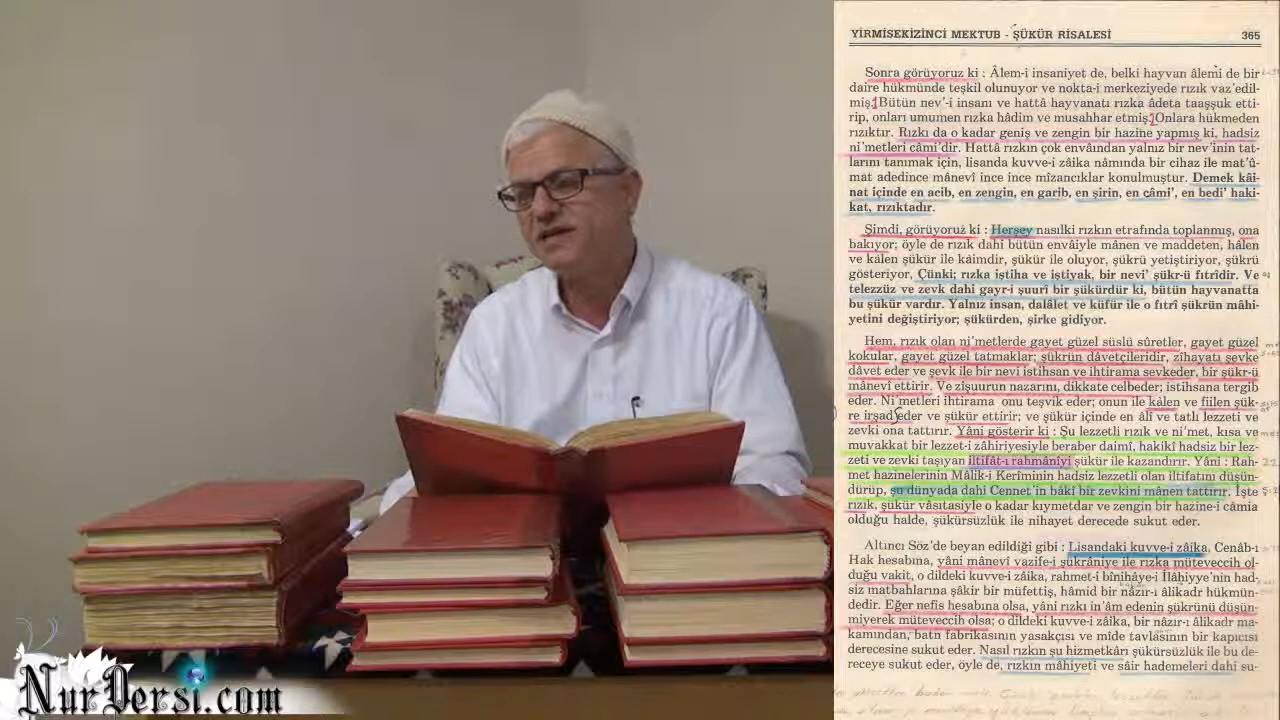 YİRMİSEKİZİNCİ MEKTUB - ŞÜKÜR RİSALESİ 365
Sonra görüyoruz ki : Âlem-i insaniyet de, belki hayvan âlemi de bir
daire hükmünde teşkil olunuyor ve nokta-i merkeziyede rızık vaz'edil-
miş. Bütün nev'-i insanı ve hattâ hayvanatı rızka âdeta taaşşuk etti-
rip, onları umumen rızka hâdim ve musahhar etmiş. Onlara hükmeden
rızıktır. Rızkı da o kadar geniş ve zengin bir hazine yapmış ki, hadsiz
ni'metleri câmi'dir. Hattâ rızkın çok envâından yalnız bir nev'inin tat-
larını tanımak için, lisanda kuvve-i zâika nâmında bir cihaz ile mat'û-
mat adedince mânevî ince ince mîzancıklar konulmuştur. Demek kâi-
nat içinde en acib, en zengin, en garib, en şirin, en câmi', en bedi' haki-
kat, rızıktadır.
Şimdi, görüyoruz ki : Herşey nasılki rızkın etrafında toplanmış, ona
bakıyor; öyle de rızık dahi bütün envâiyle mânen ve maddeten, hâlen
ve kâlen şükür ile kâimdir, şükür ile oluyor, şükrü yetiştiriyor, şükrü
gösteriyor. Çünki; rızka iştiha ve iştiyak, bir nevi' şükr-ü fıtrîdir. Ve
telezzüz ve zevk dahi gayr-i şuurî bir şükürdür ki, bütün hayvanatta
bu şükür vardır. Yalnız insan, dalâlet ve küfür ile o fıtrî şükrün mâhi-
yetini değiştiriyor; şükürden, şirke gidiyor.
Hem, rızık olan ni'metlerde gayet güzel süslü sûretler, gayet güzel
kokular, gayet güzel tatmaklar; şükrün dâvetçileridir, zîhayatı şevke
dâvet eder ve şevk ile bir nevi istihsan ve ihtirama sevkeder, bir şükr-ü
mânevî ettirir. Ve zîşuurun nazarını, dikkate celbeder; istihsana tergib
eder. Ni'metleri ihtirama onu teşvik eder; onun ile kalen ve fiilen şük-
re irşad eder ve şükür ettirir; ve şükür içinde en âlî ve tatlı lezzeti ve
zevki ona tattırır. Yâni gösterir ki : Şu lezzetli rızık ve ni'met, kısa ve
muvakkat bir lezzet-i zâhiriyesiyle beraber daimî, hakikî hadsiz bir lez-
zeti ve zevki taşıyan iltifât-ı rahmânîyi şükür ile kazandırır. Yâni : Rah-
met hazinelerinin Mâlik-i Kerîminin hadsiz lezzetli olan iltifatını düşün-
dürüp, şu dünyada dahi Cennet'in bâki bir zevkini mânen tattırır. İşte
rızık, şükür vâsıtasiyle o kadar kıymetdar ve zengin bir hazine-i câmia
olduğu halde, şükürsüzlük ile nihayet derecede sukut eder.
Altıncı Söz'de beyan edildiği gibi : Lisandaki kuvve-i zâika, Cenâb-ı
Hak hesabına, yâni mânevî vazife-i şükrâniye ile rızka müteveccih ol-
duğu vakit, o dildeki kuvve-i zâika, rahmet-i bînihâye-i İlâhiyye'nin had-
siz matbahlarına şâkir bir müfettiş, hâmid bir nâzır-ı âlikadr hükmün-
dedir. Eğer nefis hesabına olsa, yâni rızkı in'âm edenin şükrünü düşün-
miyerek müteveccih olsa; o dildeki kuvve-i zâika, bir nâzır-ı âlikadr ma-
kamından, batn fabrikasının yasakçısı ve mide tavlasının bir kapıcısı
derecesine sukut eder. Nasıl rızkın şu hizmetkârı şükürsüzlük ile bu de-
receye sukut eder, öyle de, rızkın mâhiyeti ve sâir hademeleri dahi su-
NurDersi.com